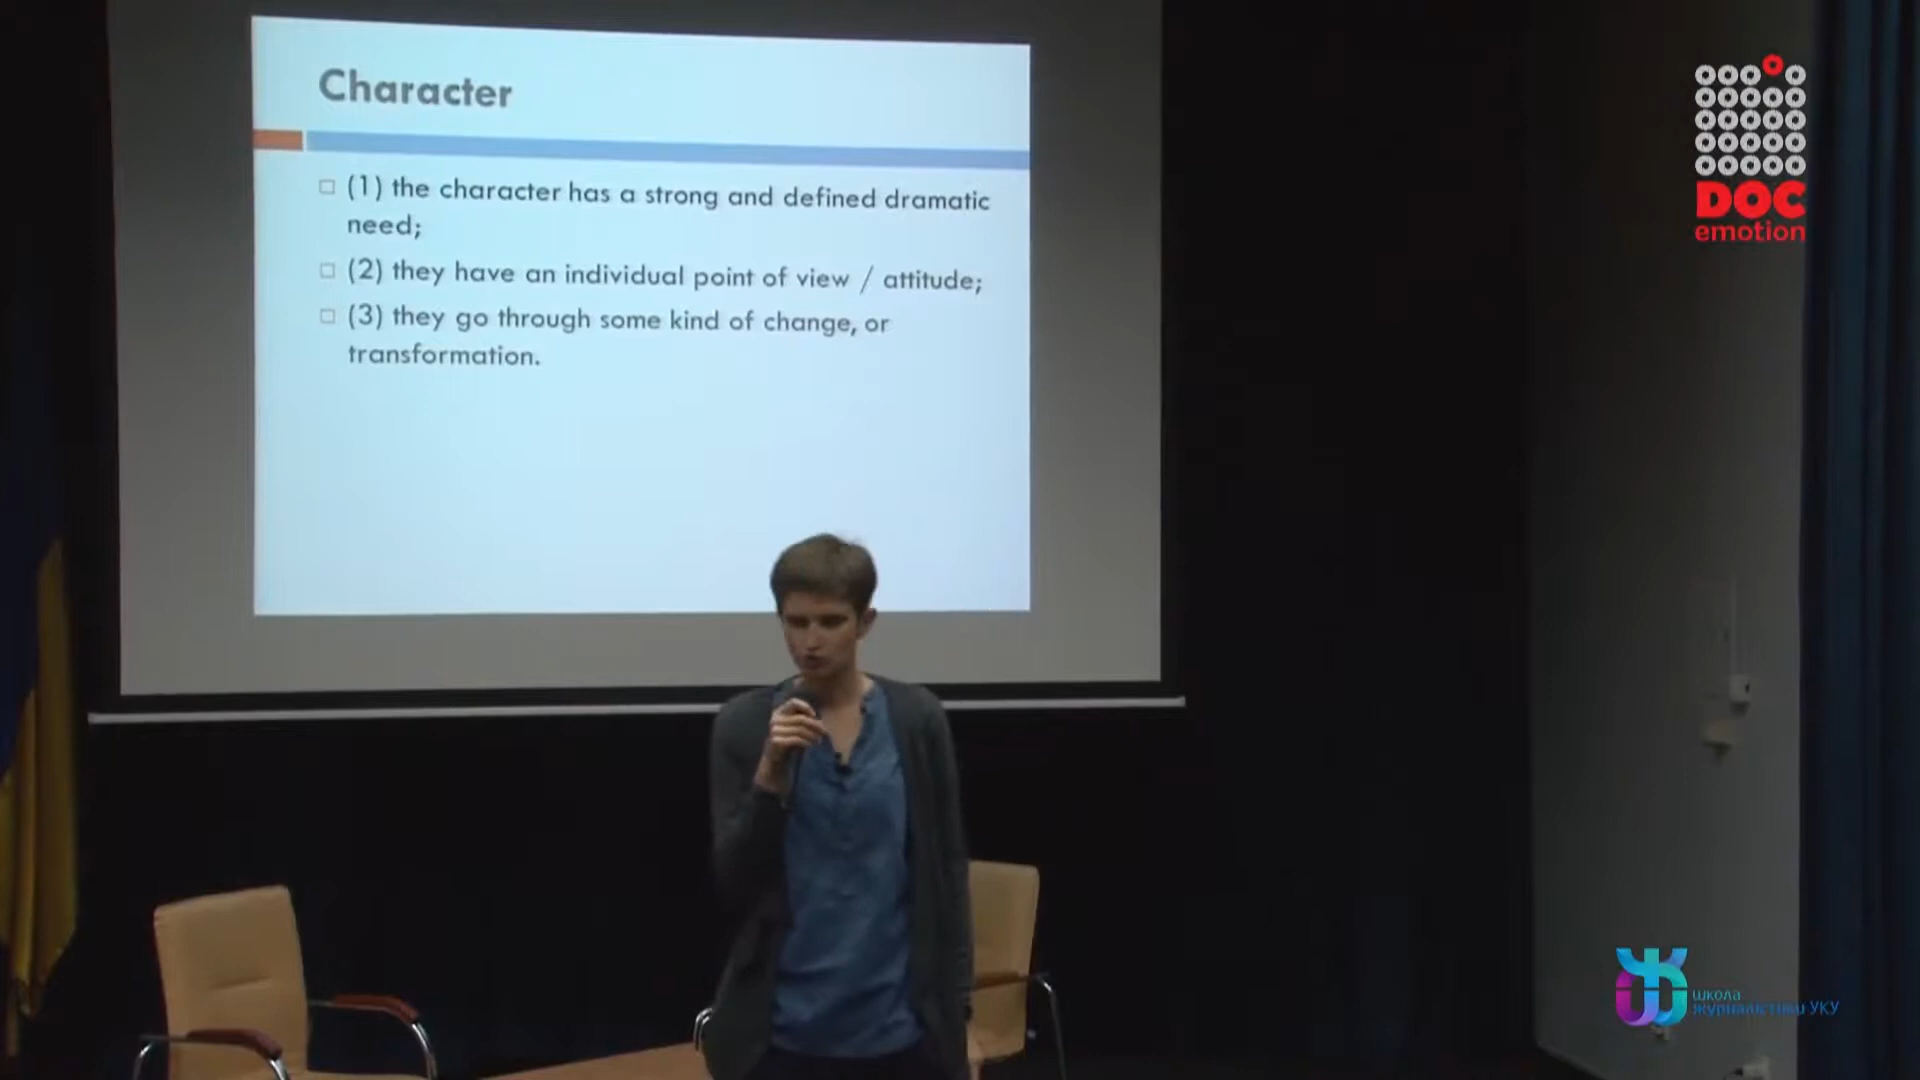 Character
(1) the character has a strong and defined dramatic
need;
(2) they have an individual point of view / attitude;
(3) they go through some kind of change, or
transformation.
DOC
emotion
школа
журналістики УКУ